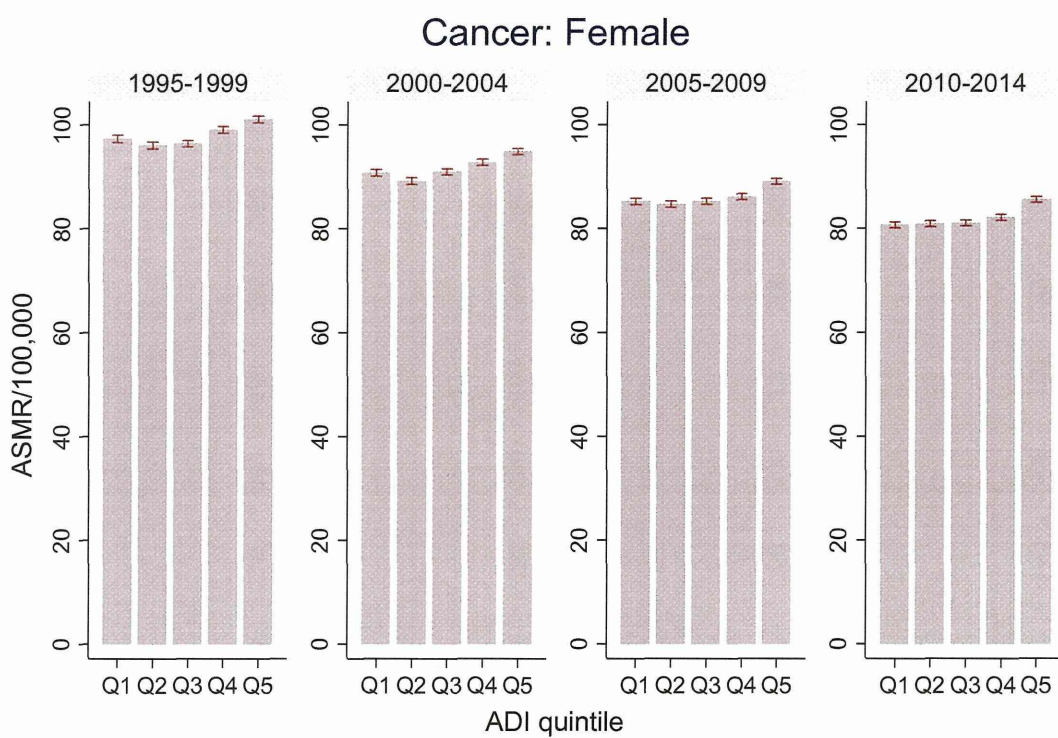 Cancer: Female
1995-1999 2000-2004 2005-2009 2010-2014
ASMR/100,000
100 100 100 100
80 80 80 80
60 60 60 60
40 40 40 40
20 20 20 20
0 0 0 0
Q1 Q2 Q3 Q4 Q5 Q1 Q2 Q3 Q4 Q5 Q1 Q2 Q3 Q4 Q5 Q1 Q2 Q3 Q4 Q5
ADI quintile